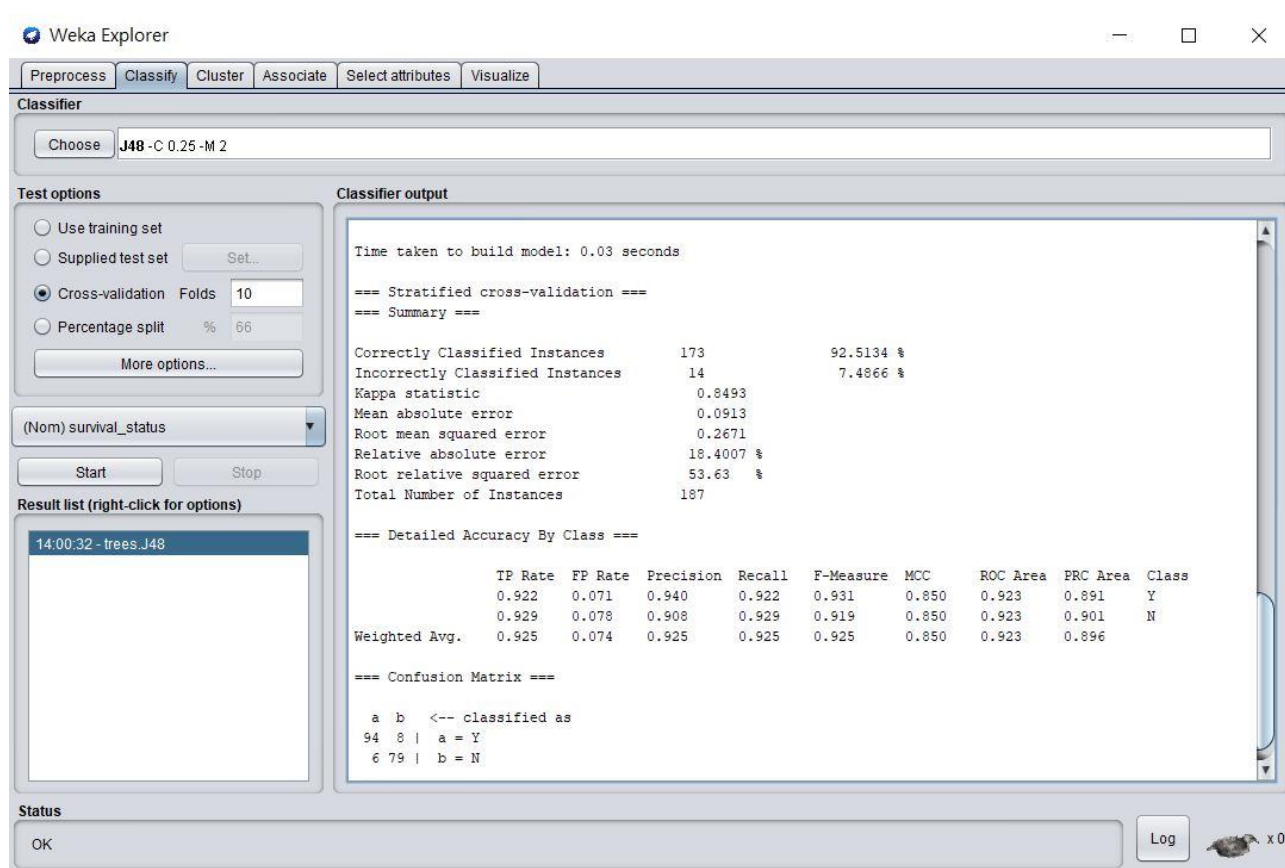 Weka Explorer
Preprocess Classify Cluster Associate Select attributes Visualize
Classifier
Choose J48 -C 0.25 -M 2
Test options
Use training set
Supplied test set Set...
Cross-validation Folds 10
Percentage split % 66
More options...
(Nom) survival_status
Start Stop
Result list (right-click for options)
14:00:32 - trees.J48
Classifier output
Time taken to build model: 0.03 seconds
=== Stratified cross-validation ===
=== Summary ===
Correctly Classified Instances 173 92.5134 %
Incorrectly Classified Instances 14 7.4866 %
Kappa statistic 0.8493
Mean absolute error 0.0913
Root mean squared error 0.2671
Relative absolute error 18.4007 %
Root relative squared error 53.63 %
Total Number of Instances 187
=== Detailed Accuracy By Class ===
TP Rate FP Rate Precision Recall F-Measure MCC ROC Area PRC Area Class
0.922 0.071 0.940 0.922 0.931 0.850 0.923 0.891 Y
0.929 0.078 0.908 0.929 0.919 0.850 0.923 0.901 N
Weighted Avg. 0.925 0.074 0.925 0.925 0.925 0.850 0.923 0.896
=== Confusion Matrix ===
a b <-- classified as
94 8 | a = Y
6 79 | b = N
Status
OK
Log x 0